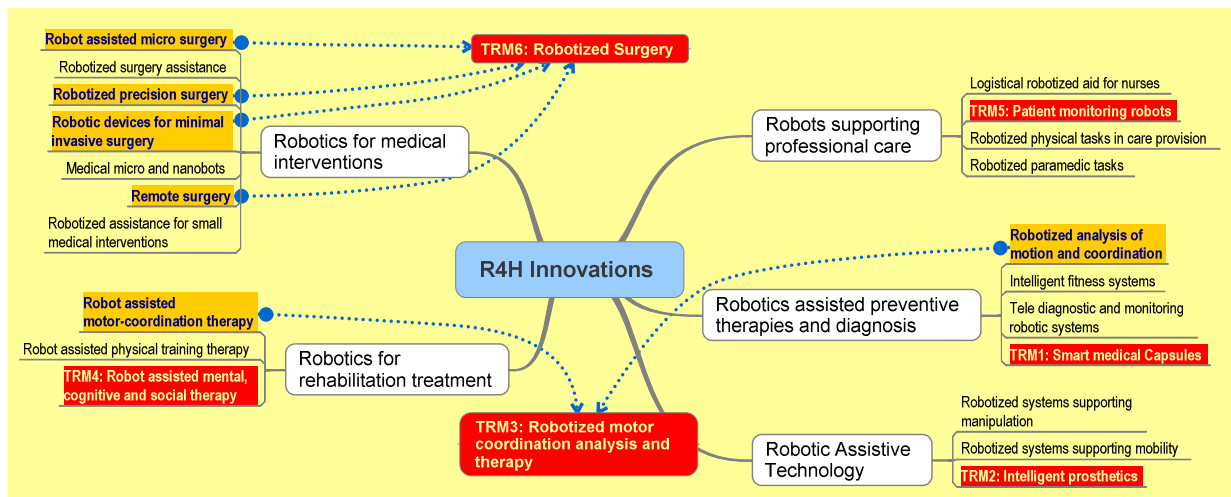 Robot assisted micro surgery
Robotized surgery assistance
Robotized precision surgery
Robotic devices for minimal
invasive surgery
Medical micro and nanobots
Remote surgery
Robotized assistance for small
medical interventions
Robotics for medical
interventions
TRM6: Robotized Surgery
Robots supporting
professional care
Logistical robotized aid for nurses
TRM5: Patient monitoring robots
Robotized physical tasks in care provision
Robotized paramedic tasks
R4H Innovations
Robotics assisted preventive
therapies and diagnosis
Robotized analysis of
motion and coordination
Intelligent fitness systems
Tele diagnostic and monitoring
robotic systems
TRM1: Smart medical Capsules
Robot assisted
motor-coordination therapy
Robot assisted physical training therapy
TRM4: Robot assisted mental,
cognitive and social therapy
Robotics for
rehabilitation treatment
TRM3: Robotized motor
coordination analysis and
therapy
Robotic Assistive
Technology
Robotized systems supporting
manipulation
Robotized systems supporting mobility
TRM2: Intelligent prosthetics